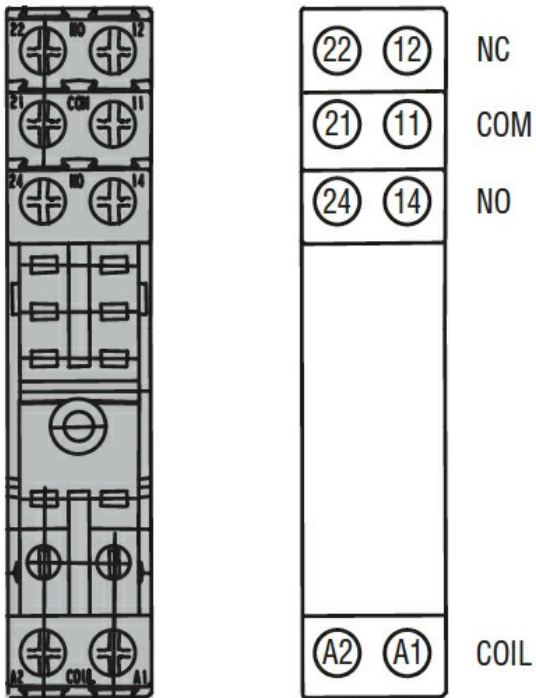 22 NO 12
21 COM 11
24 NO 14
A2 COIL A1
22 12 NC
21 11 COM
24 14 NO
A2 A1 COIL